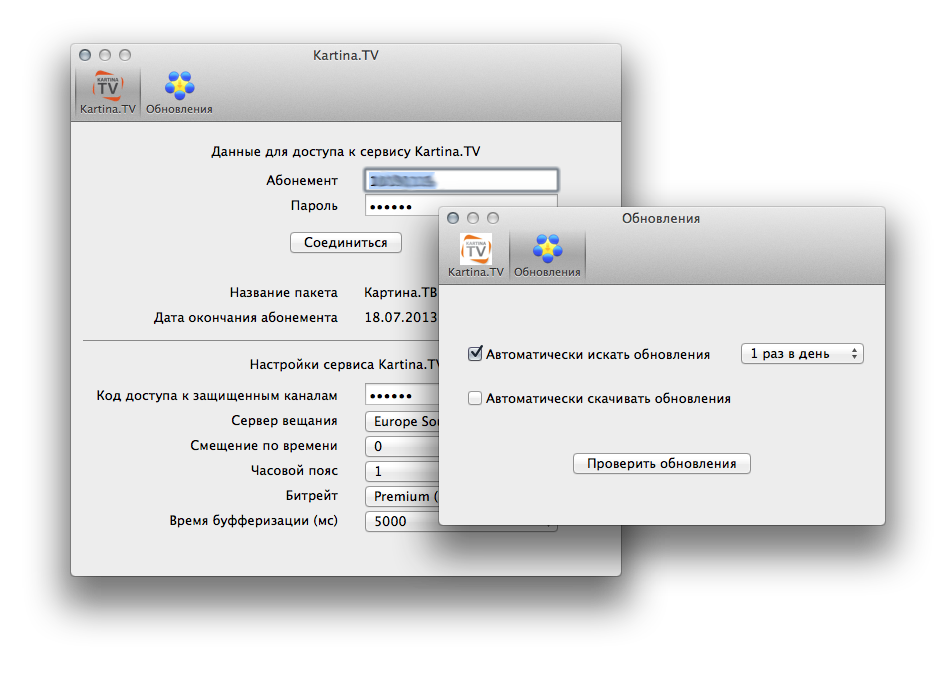 Kartina.TV
KARTINA
TV
Kartina.TV Обновления
Данные для доступа к сервису Kartina.TV
Абонемент
Пароль ••••••
Соединиться
Название пакета Картина.ТВ
Дата окончания абонемента 18.07.2013
Настройки сервиса Kartina.TV
Код доступа к защищенным каналам ••••••
Сервер вещания Europe
Смещение по времени 0
Часовой пояс 1
Битрейт Premium (
Время буфферизации (мс) 5000
Обновления
KARTINA
TV
Kartina.TV Обновления
Автоматически искать обновления 1 раз в день
Автоматически скачивать обновления
Проверить обновления